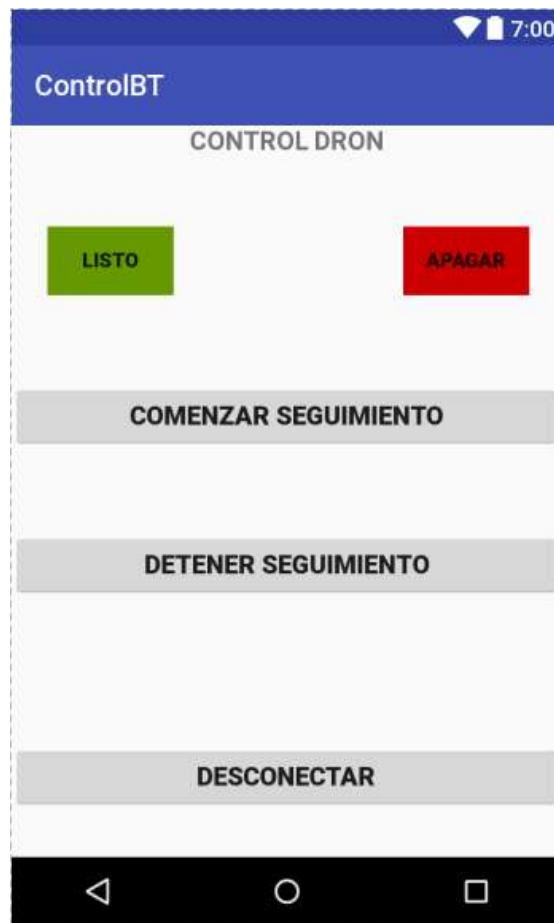 7:00
ControlBT
CONTROL DRON
LISTO
APAGAR
COMENZAR SEGUIMIENTO
DETENER SEGUIMIENTO
DESCONECTAR